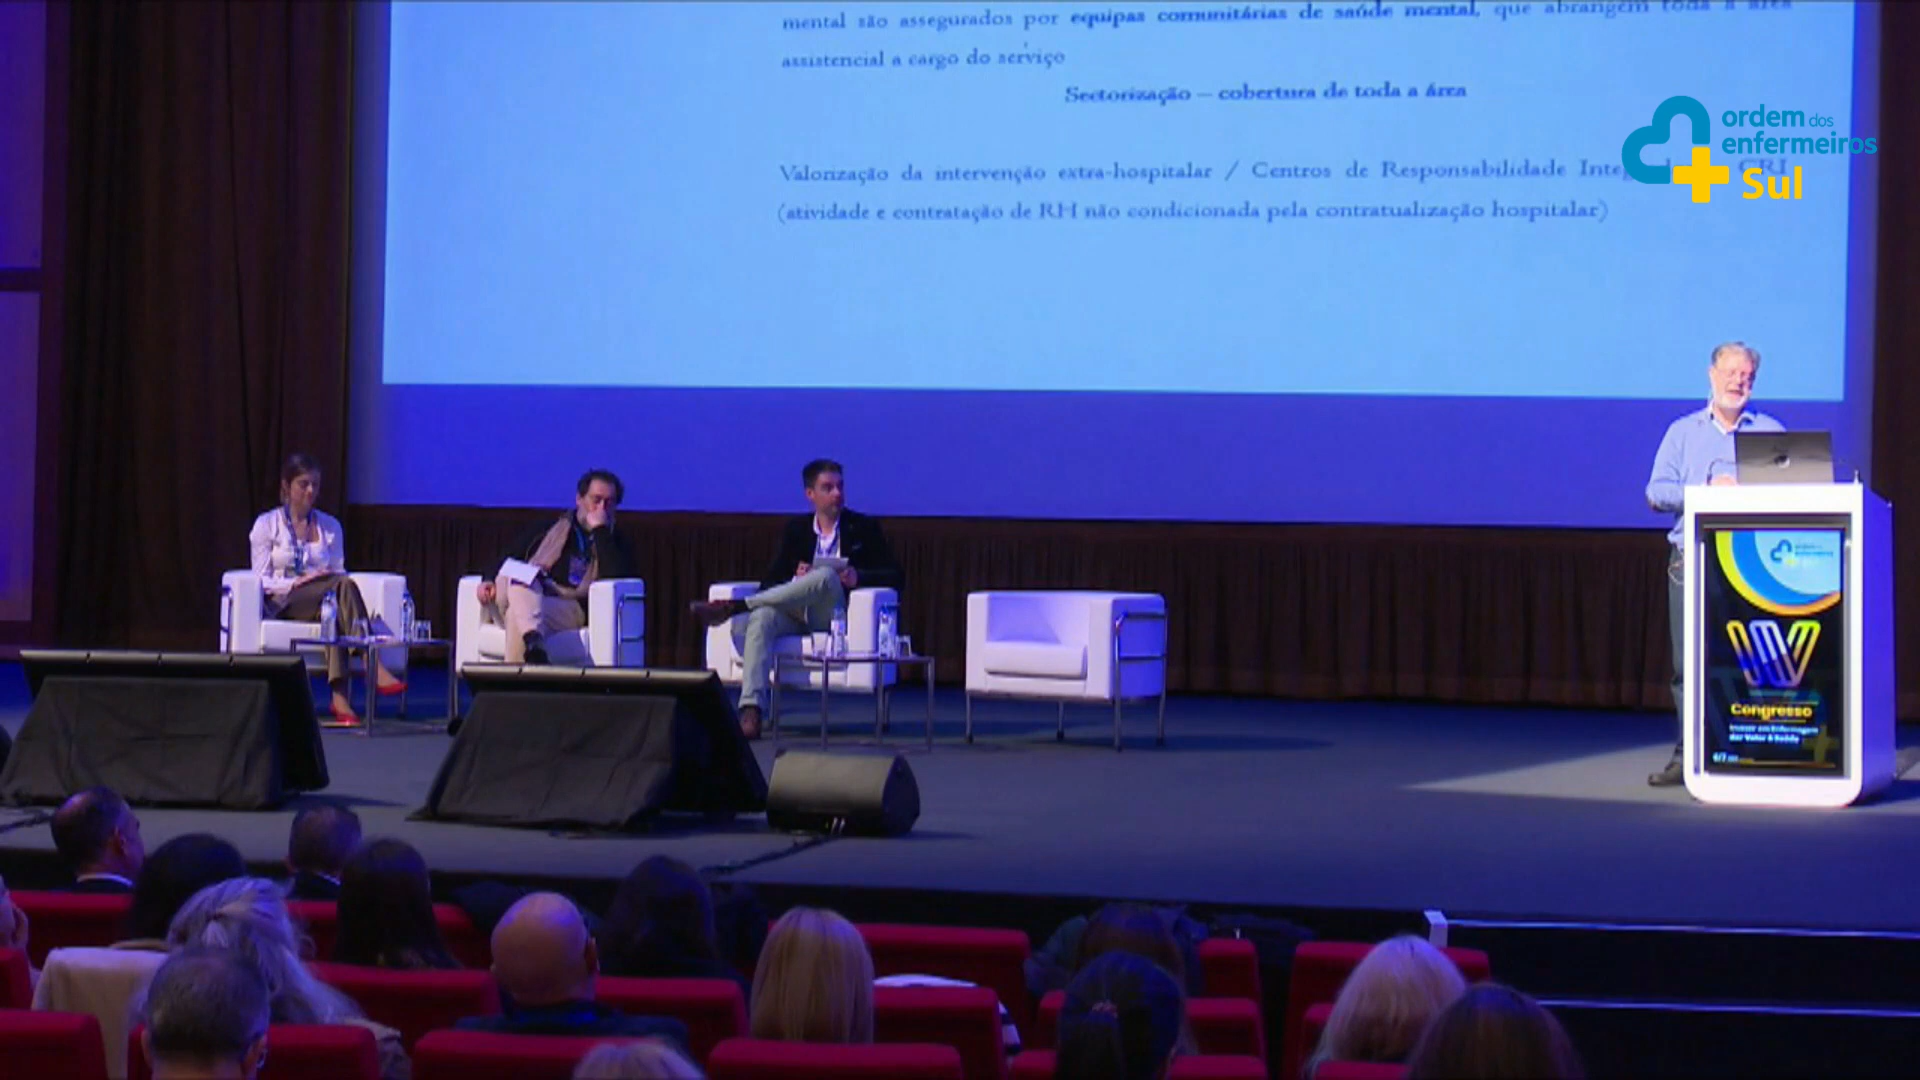 mental são assegurados por equipas comunitárias de saúde mental, que abrangem toda a área
assistencial a cargo do serviço
Sectorização – cobertura de toda a área
Valorização da intervenção extra-hospitalar / Centros de Responsabilidade CRI
(atividade e contratação de RH não condicionada pela contratualização hospitalar)
ordem dos
enfermeiros
Sul
Congresso